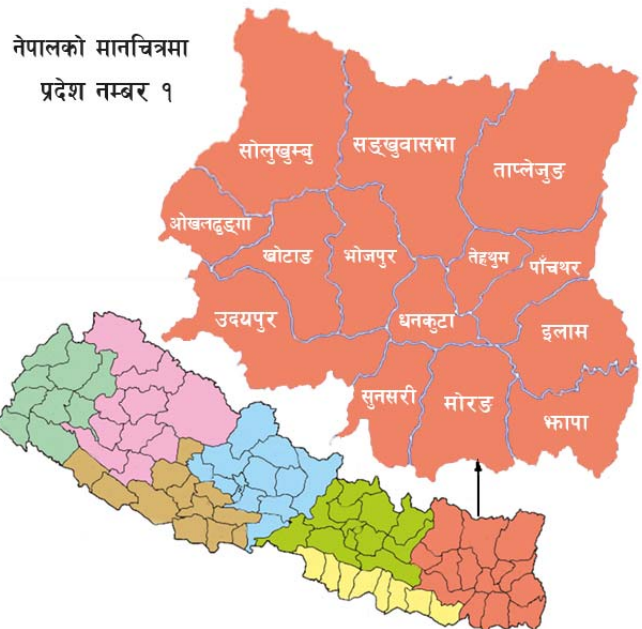 नेपालको मानचित्रमा
प्रदेश नम्बर १
सोलुखुम्बु
सङ्खुवासभा
ताप्लेजुङ
ओखलढुङ्गा
खोटाङ
भोजपुर
तेह्रथुम
पाँचथर
उदयपुर
धनकुटा
इलाम
सुनसरी
मोरङ
झापा